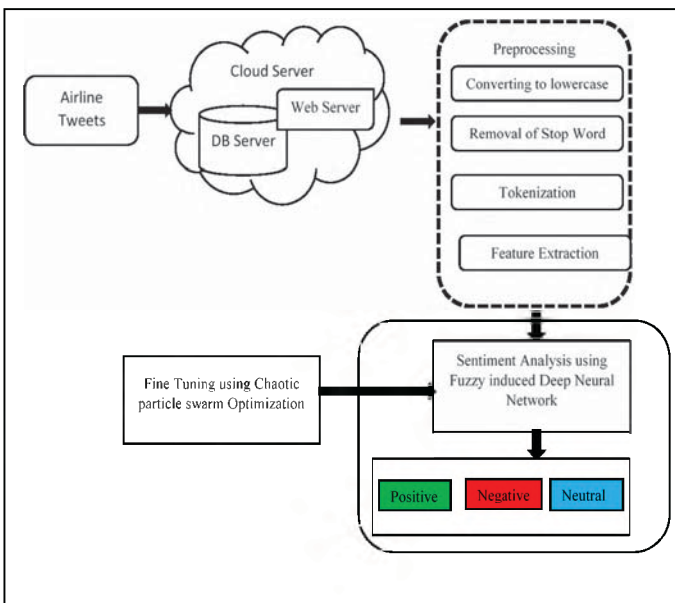 Airline
Tweets
Cloud Server
Web Server
DB Server
Preprocessing
Converting to lowercase
Removal of Stop Word
Tokenization
Feature Extraction
Fine Tuning using Chaotic
particle swarm Optimization
Sentiment Analysis using
Fuzzy induced Deep Neural
Network
Positive
Negative
Neutral